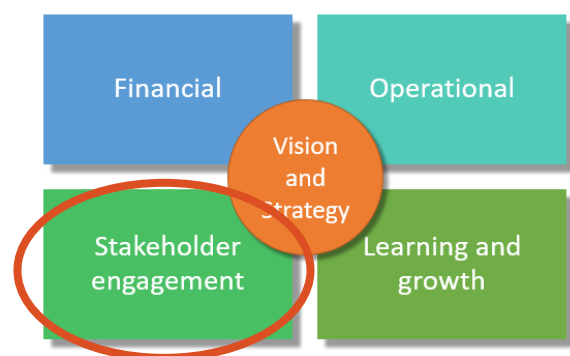 Financial
Operational
Vision
and
Strategy
Stakeholder
engagement
Learning and
growth